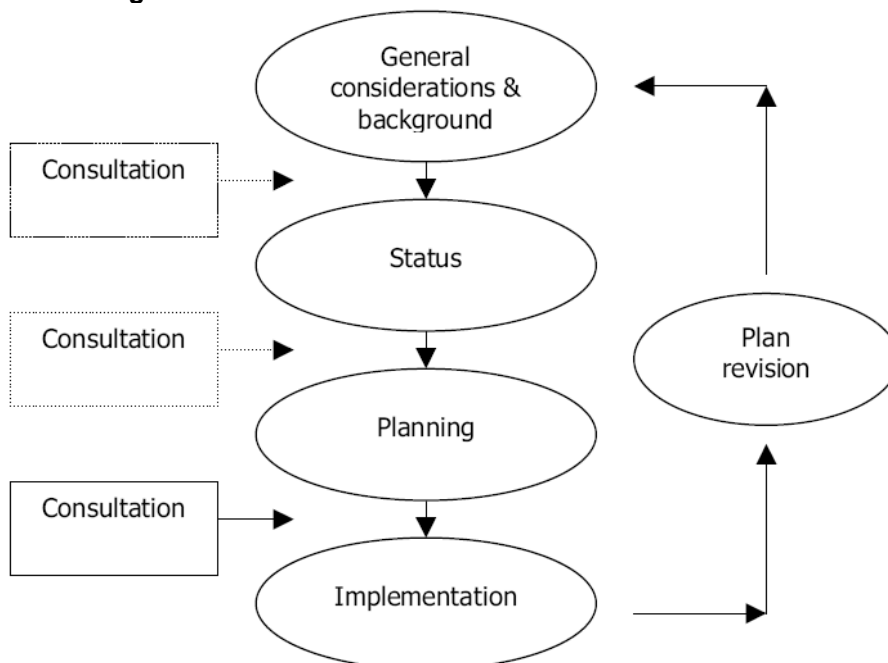 General
considerations &
background
Consultation
Status
Consultation
Plan
revision
Planning
Consultation
Implementation